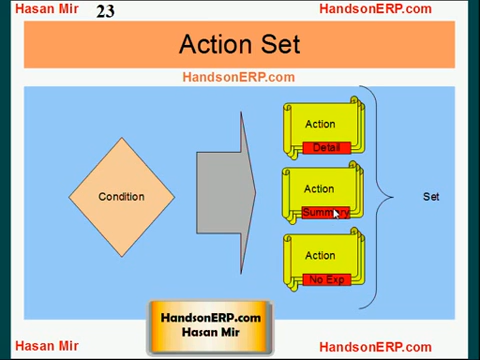 Hasan Mir
23
HandsonERP.com
Action Set
HandsonERP.com
Action
Detail
Condition
Action
Summary
Set
Action
No Exp
HandsonERP.com
Hasan Mir
Hasan Mir
HandsonERP.com